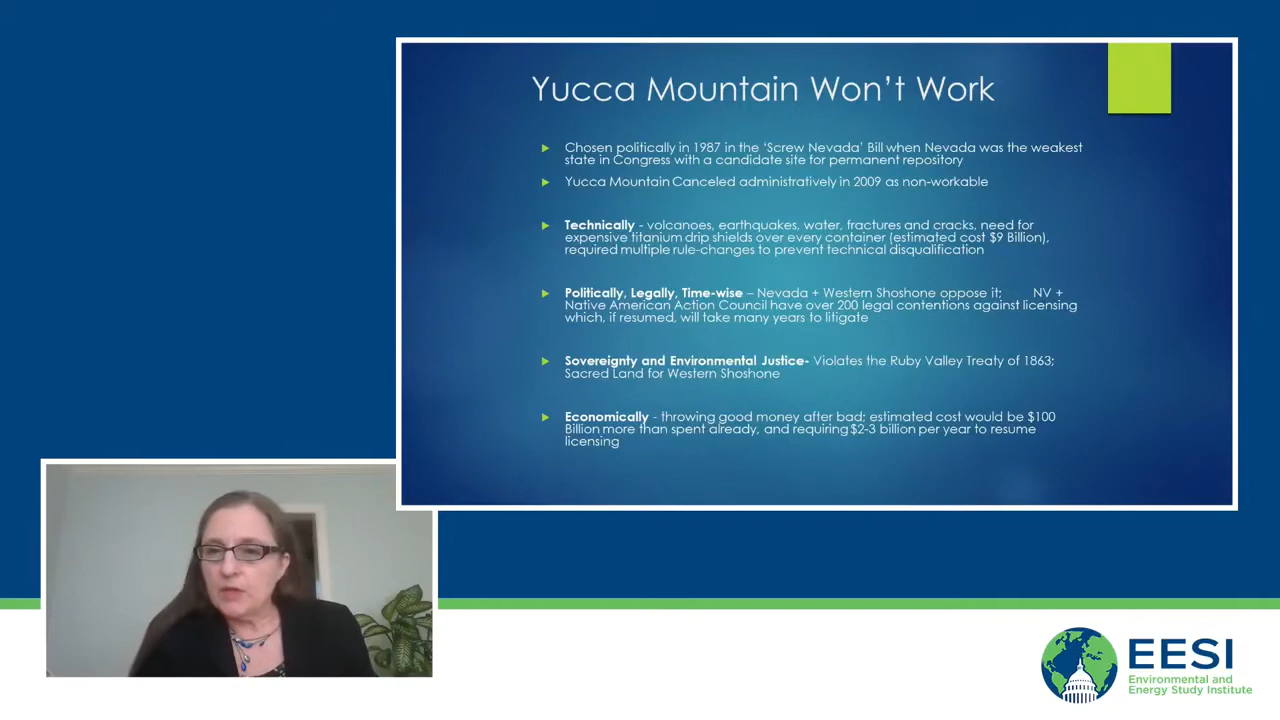 Yucca Mountain Won't Work
Chosen politically in 1987 in the 'Screw Nevada' Bill when Nevada was the weakest
state in Congress with a candidate site for permanent repository
Yucca Mountain Canceled administratively in 2009 as non-workable
Technically - volcanoes, earthquakes, water, fractures and cracks, need for
expensive titanium drip shields over every container (estimated cost $9 Billion),
required multiple rule-changes to prevent technical disqualification
Politically, Legally, Time-wise – Nevada + Western Shoshone oppose it; NV +
Native American Action Council have over 200 legal contentions against licensing
which, if resumed, will take many years to litigate
Sovereignty and Environmental Justice- Violates the Ruby Valley Treaty of 1863;
Sacred Land for Western Shoshone
Economically - throwing good money after bad; estimated cost would be $100
Billion more than spent already, and requiring $2-3 billion per year to resume
licensing
EESI
Environmental and
Energy Study Institute